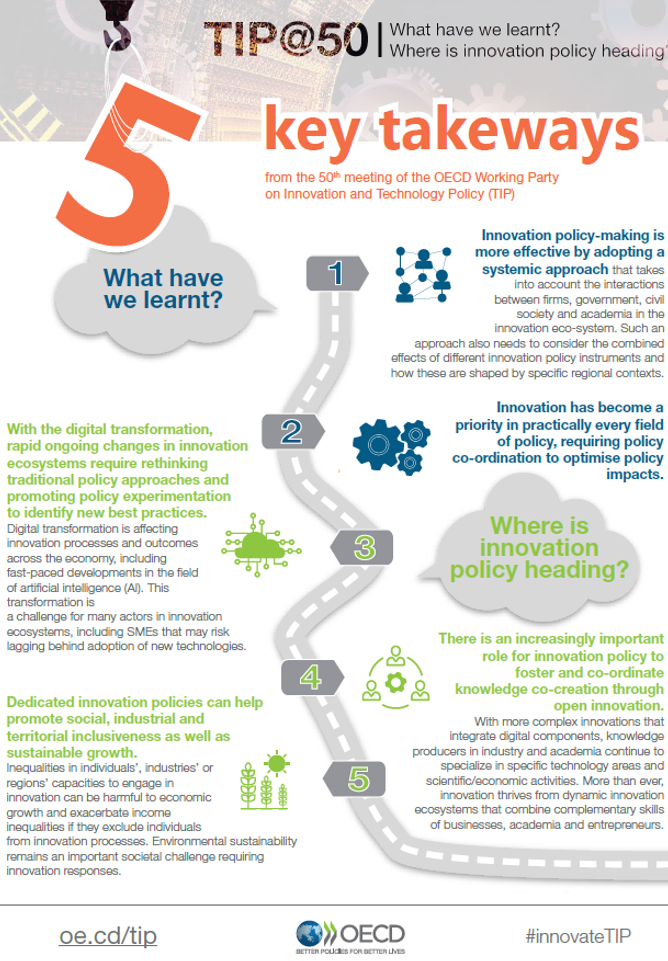 TIP@50
What have we learnt?
Where is innovation policy heading?
5
key takeways
from the 50th meeting of the OECD Working Party
on Innovation and Technology Policy (TIP)
What have
we learnt?
1
Innovation policy-making is
more effective by adopting a
systemic approach that takes
into account the interactions
between firms, government, civil
society and academia in the
innovation eco-system. Such an
approach also needs to consider the combined
effects of different innovation policy instruments and
how these are shaped by specific regional contexts.
2
Innovation has become a
priority in practically every field
of policy, requiring policy
co-ordination to optimise policy
impacts.
Where is
innovation
policy heading?
3
With the digital transformation,
rapid ongoing changes in innovation
ecosystems require rethinking
traditional policy approaches and
promoting policy experimentation
to identify new best practices.
Digital transformation is affecting
innovation processes and outcomes
across the economy, including
fast-paced developments in the field
of artificial intelligence (AI). This
transformation is
a challenge for many actors in innovation
ecosystems, including SMEs that may risk
lagging behind adoption of new technologies.
4
There is an increasingly important
role for innovation policy to
foster and co-ordinate
knowledge co-creation through
open innovation.
With more complex innovations that
integrate digital components, knowledge
producers in industry and academia continue to
specialize in specific technology areas and
scientific/economic activities. More than ever,
innovation thrives from dynamic innovation
ecosystems that combine complementary skills
of businesses, academia and entrepreneurs.
5
Dedicated innovation policies can help
promote social, industrial and
territorial inclusiveness as well as
sustainable growth.
Inequalities in individuals', industries' or
regions' capacities to engage in
innovation can be harmful to economic
growth and exacerbate income
inequalities if they exclude individuals
from innovation processes. Environmental sustainability
remains an important societal challenge requiring
innovation responses.
oe.cd/tip
OECD
BETTER POLICIES FOR BETTER LIVES
#innovateTIP